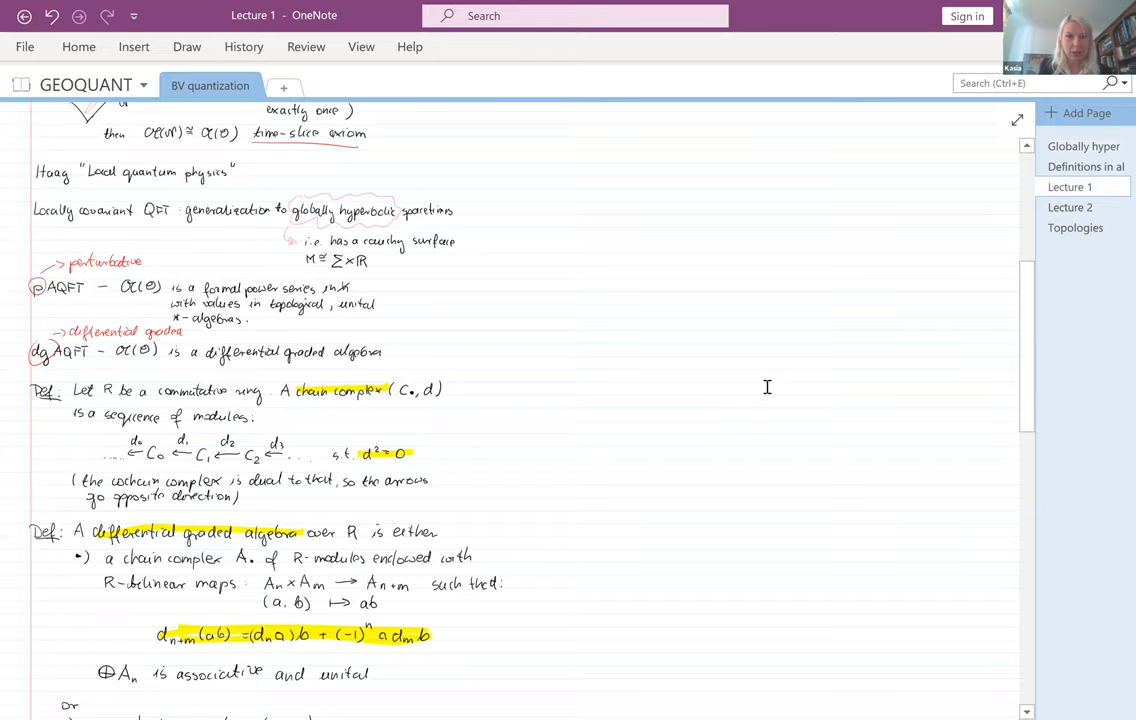 Lecture 1 - OneNote
Search
Sign in
File Home Insert Draw History Review View Help
Kasia
GEOQUANT
BV quantization
Search (Ctrl+E)
Add Page
Globally hyper
Definitions in al
Lecture 1
Lecture 2
Topologies
exactly once )
then 𝒪(N) ≅ 𝒪(O) time-slice axiom
Haag "Local quantum physics"
Locally covariant QFT : generalization to globally hyperbolic spacetimes
i.e. has a cauchy surface
M ≅ Σ × ℝ
→ perturbative
pAQFT - 𝒪(O) is a formal power series in ħ
with values in topological, unital
*-algebras.
→ differential graded
dgAQFT - 𝒪(O) is a differential graded algebra
Def: Let R be a commutative ring. A chain complex (C•, d)
is a sequence of modules:
..... ←d₀ C₀ ←d₁ C₁ ←d₂ C₂ ←d₃ ... s.t. d²=0
(the cochain complex is dual to that, so the arrows
go opposite direction)
Def: A differential graded algebra over R is either
•) a chain complex A• of R-modules endowed with
R-bilinear maps: Aₙ × Aₘ → Aₙ₊ₘ such that:
(a, b) ↦ ab
dₙ₊ₘ(ab) = (dₙa)b + (-1)ⁿ a dₘb
⊕Aₙ is associative and unital
or